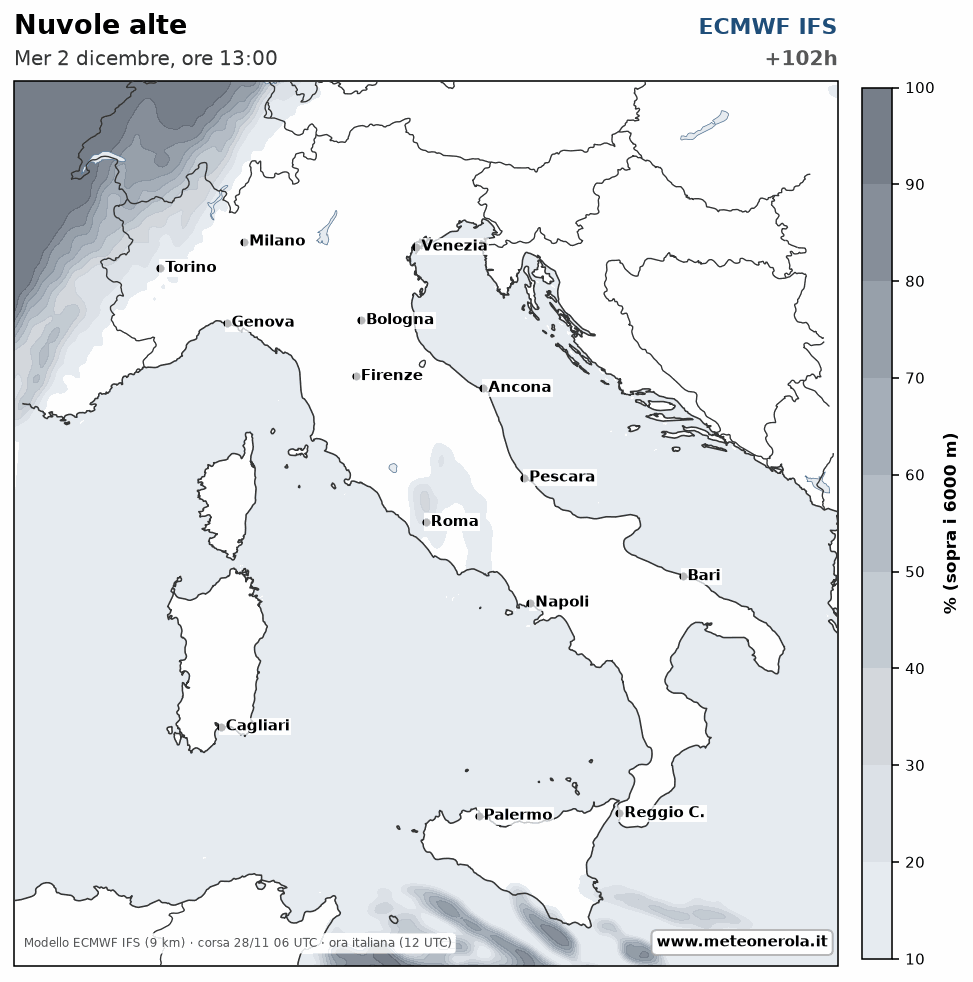 Nuvole alte
ECMWF IFS
Mer 2 dicembre, ore 13:00
+102h
100
90
80
70
60
50
40
30
20
10
% (sopra i 6000 m)
Milano
Venezia
Torino
Genova
Bologna
Firenze
Ancona
Pescara
Roma
Bari
Napoli
Cagliari
Palermo
Reggio C.
Modello ECMWF IFS (9 km) · corsa 28/11 06 UTC · ora italiana (12 UTC)
www.meteonerola.it